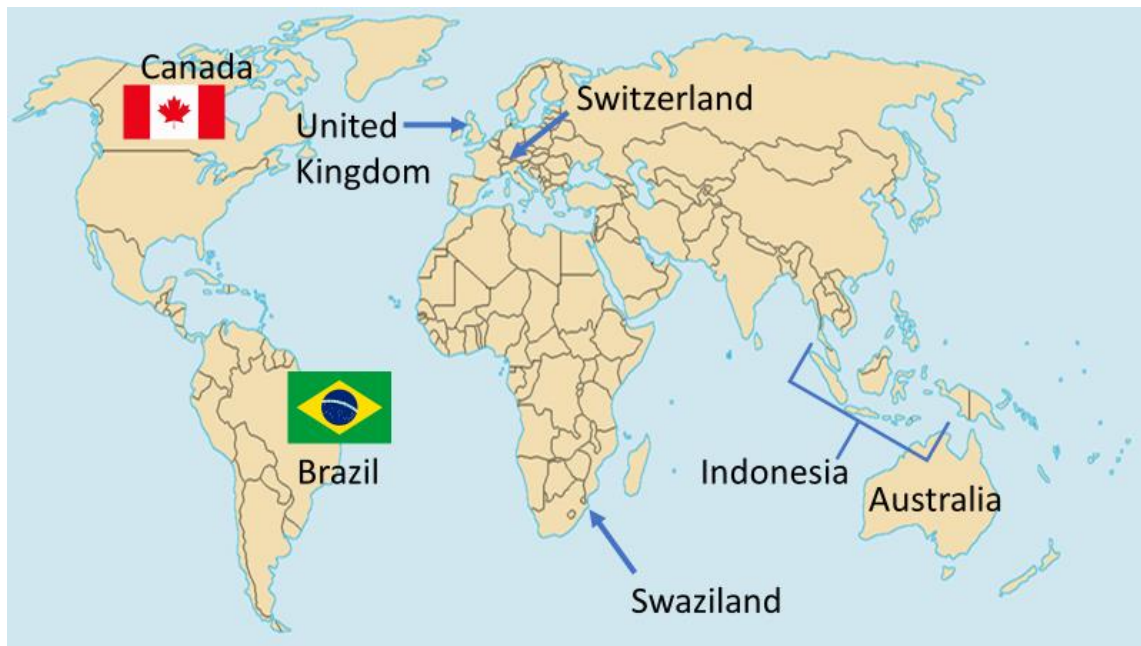 Canada
Switzerland
United
Kingdom
Brazil
Indonesia
Australia
Swaziland